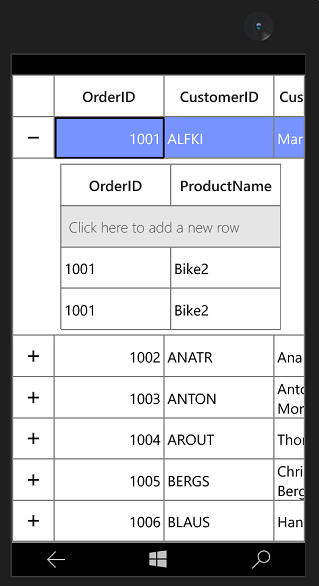 OrderID CustomerID Cus
− 1001 ALFKI Mar
OrderID ProductName
Click here to add a new row
1001 Bike2
1001 Bike2
+ 1002 ANATR Ana
+ 1003 ANTON Anto
Mor
+ 1004 AROUT Thor
+ 1005 BERGS Chri
Berg
+ 1006 BLAUS Han